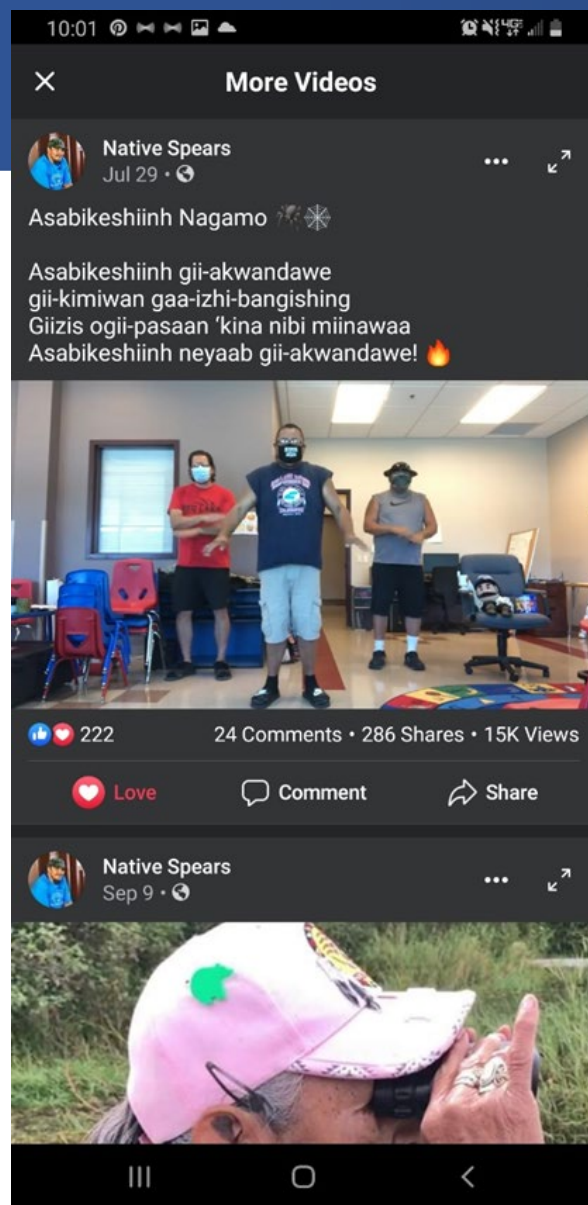 10:01
More Videos
Native Spears
Jul 29 •
Asabikeshiinh Nagamo 🕷️🕸️
Asabikeshiinh gii-akwandawe
gii-kimiwan gaa-izhi-bangishing
Giizis ogii-pasaan ‘kina nibi miinawaa
Asabikeshiinh neyaab gii-akwandawe! 🔥
222
24 Comments • 286 Shares • 15K Views
Love
Comment
Share
Native Spears
Sep 9 •